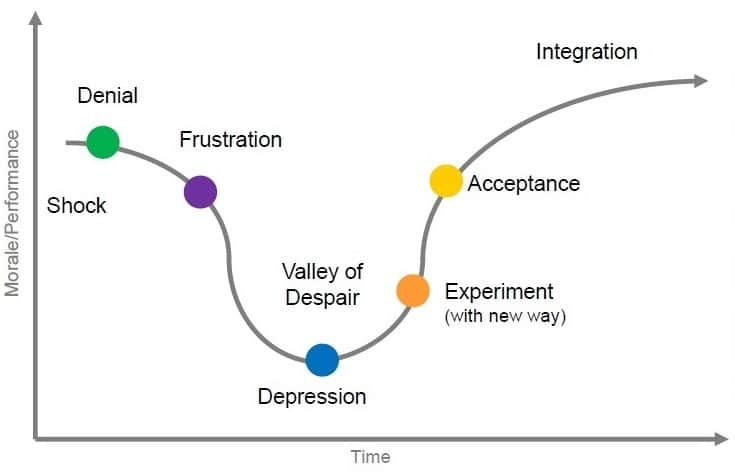 Integration
Denial
Frustration
Acceptance
Shock
Valley of
Despair
Experiment
(with new way)
Depression
Morale/Performance
Time